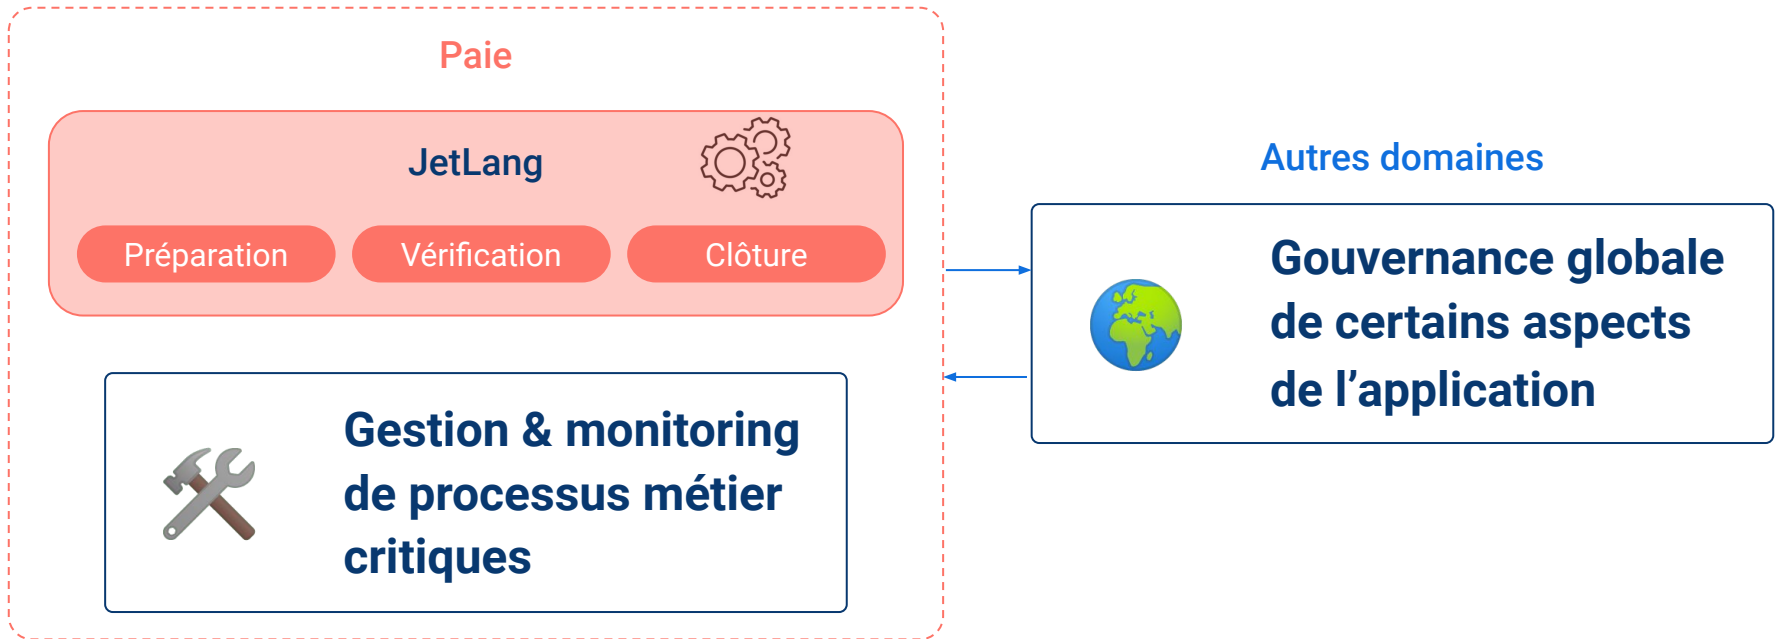 Paie
JetLang
Préparation
Vérification
Clôture
Gestion & monitoring
de processus métier
critiques
Autres domaines
Gouvernance globale
de certains aspects
de l’application